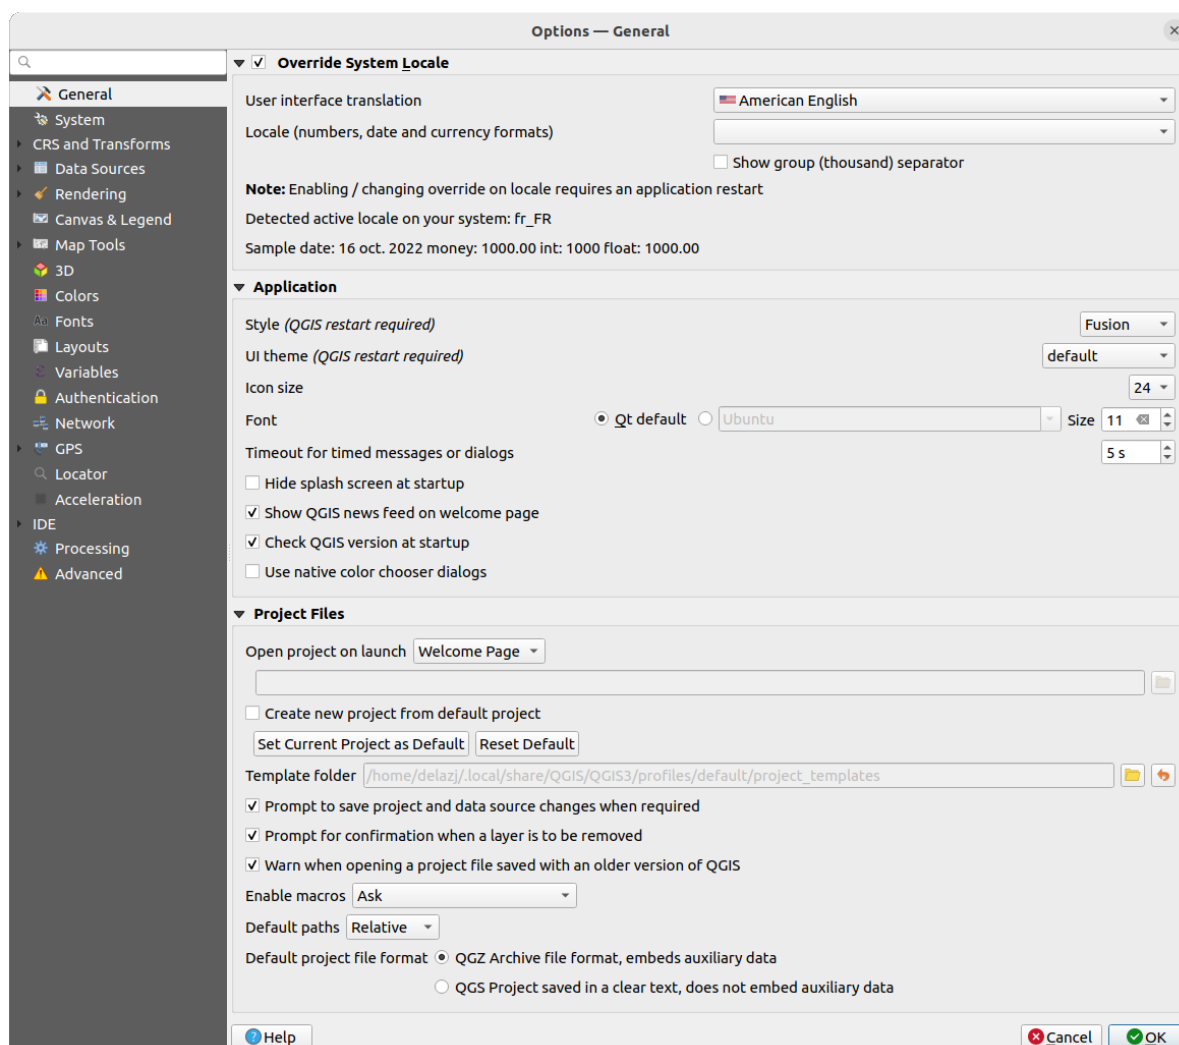 Options — General
General
System
CRS and Transforms
Data Sources
Rendering
Canvas & Legend
Map Tools
3D
Colors
Fonts
Layouts
Variables
Authentication
Network
GPS
Locator
Acceleration
IDE
Processing
Advanced
Override System Locale
User interface translation American English
Locale (numbers, date and currency formats)
Show group (thousand) separator
Note: Enabling / changing override on locale requires an application restart
Detected active locale on your system: fr_FR
Sample date: 16 oct. 2022 money: 1000.00 int: 1000 float: 1000.00
Application
Style (QGIS restart required) Fusion
UI theme (QGIS restart required) default
Icon size 24
Font Qt default Ubuntu Size 11
Timeout for timed messages or dialogs 5 s
Hide splash screen at startup
Show QGIS news feed on welcome page
Check QGIS version at startup
Use native color chooser dialogs
Project Files
Open project on launch Welcome Page
Create new project from default project
Set Current Project as Default Reset Default
Template folder /home/delazj/.local/share/QGIS/QGIS3/profiles/default/project_templates
Prompt to save project and data source changes when required
Prompt for confirmation when a layer is to be removed
Warn when opening a project file saved with an older version of QGIS
Enable macros Ask
Default paths Relative
Default project file format QGZ Archive file format, embeds auxiliary data
QGS Project saved in a clear text, does not embed auxiliary data
Help Cancel OK